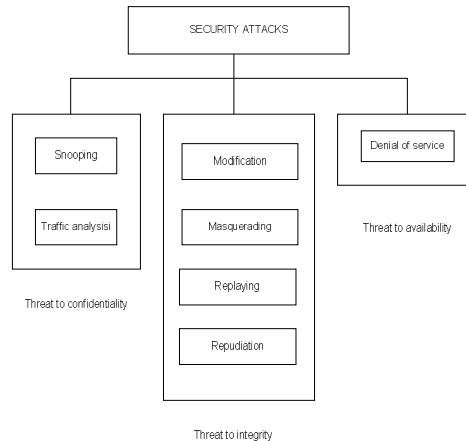 SECURITY ATTACKS
Snooping
Traffic analysisi
Threat to confidentiality
Modification
Masquerading
Replaying
Repudiation
Threat to integrity
Denial of service
Threat to availability